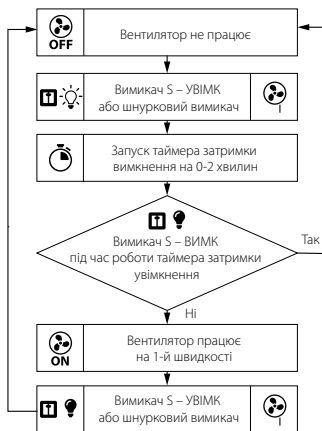 OFF
Вентилятор не працює
Вимикач S – УВІМК
або шнурковий вимикач
I
Запуск таймера затримки
вимкнення на 0-2 хвилин
Вимикач S – ВИМК
під час роботи таймера затримки
увімкнення
Так
Ні
ON
Вентилятор працює
на 1-й швидкості
Вимикач S – УВІМК
або шнурковий вимикач
I